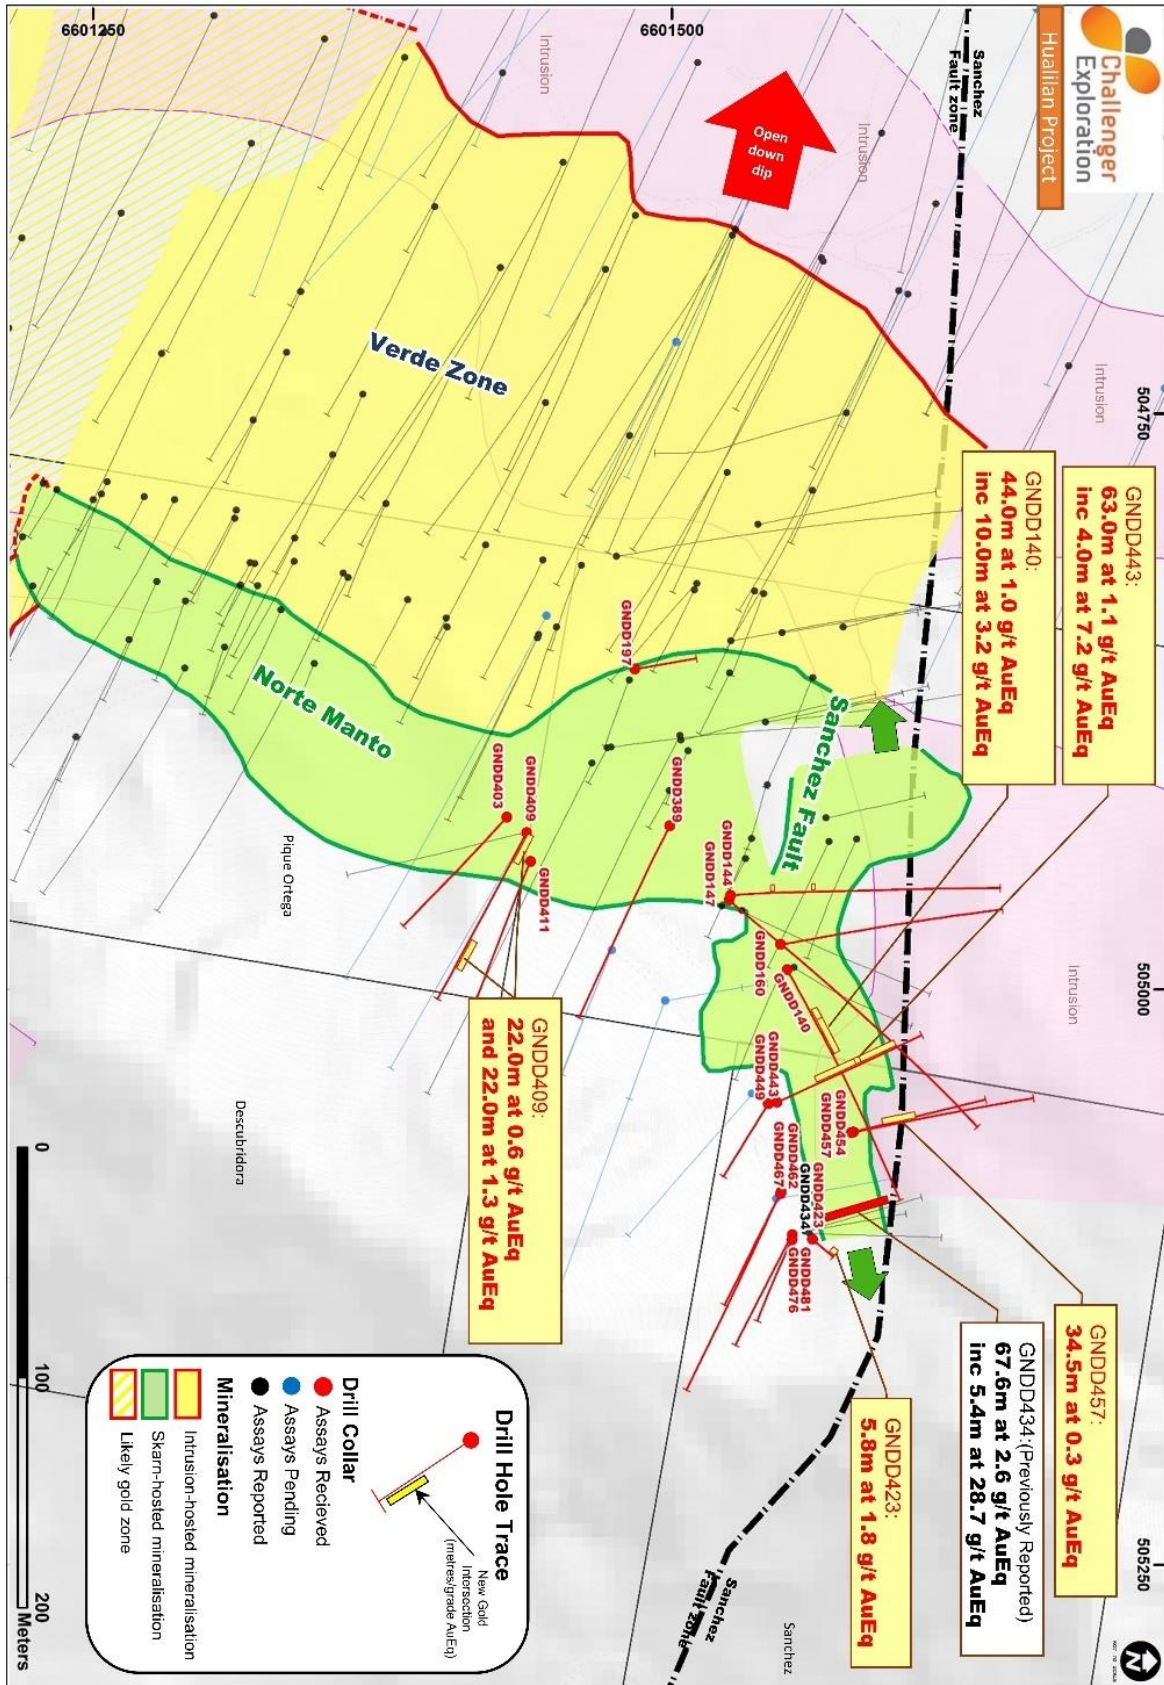 Challenger
Exploration
Hualilan Project
6601250
6601500
504750
505000
505250
Sanchez
Fault zone
Intrusion
Intrusion
Intrusion
Intrusion
Open
down
dip
Verde Zone
Norte Manto
Sanchez Fault
GNDD443:
63.0m at 1.1 g/t AuEq
inc 4.0m at 7.2 g/t AuEq
GNDD140:
44.0m at 1.0 g/t AuEq
inc 10.0m at 3.2 g/t AuEq
GNDD457:
34.5m at 0.3 g/t AuEq
GNDD434:(Previously Reported)
67.6m at 2.6 g/t AuEq
inc 5.4m at 28.7 g/t AuEq
GNDD423:
5.8m at 1.8 g/t AuEq
GNDD409:
22.0m at 0.6 g/t AuEq
and 22.0m at 1.3 g/t AuEq
GNDD197
GNDD403
GNDD409
GNDD411
GNDD389
GNDD144
GNDD147
GNDD160
GNDD140
GNDD443
GNDD449
GNDD454
GNDD457
GNDD462
GNDD467
GNDD423
GNDD434
GNDD481
GNDD476
Pique Ortega
Descubridora
Sanchez
Sanchez
Fault zone
Drill Hole Trace
New Gold
Intersection
(metres/grade AuEq)
Drill Collar
Assays Recieved
Assays Pending
Assays Reported
Mineralisation
Intrusion-hosted mineralisation
Skarn-hosted mineralisation
Likely gold zone
0
100
200
Meters
N